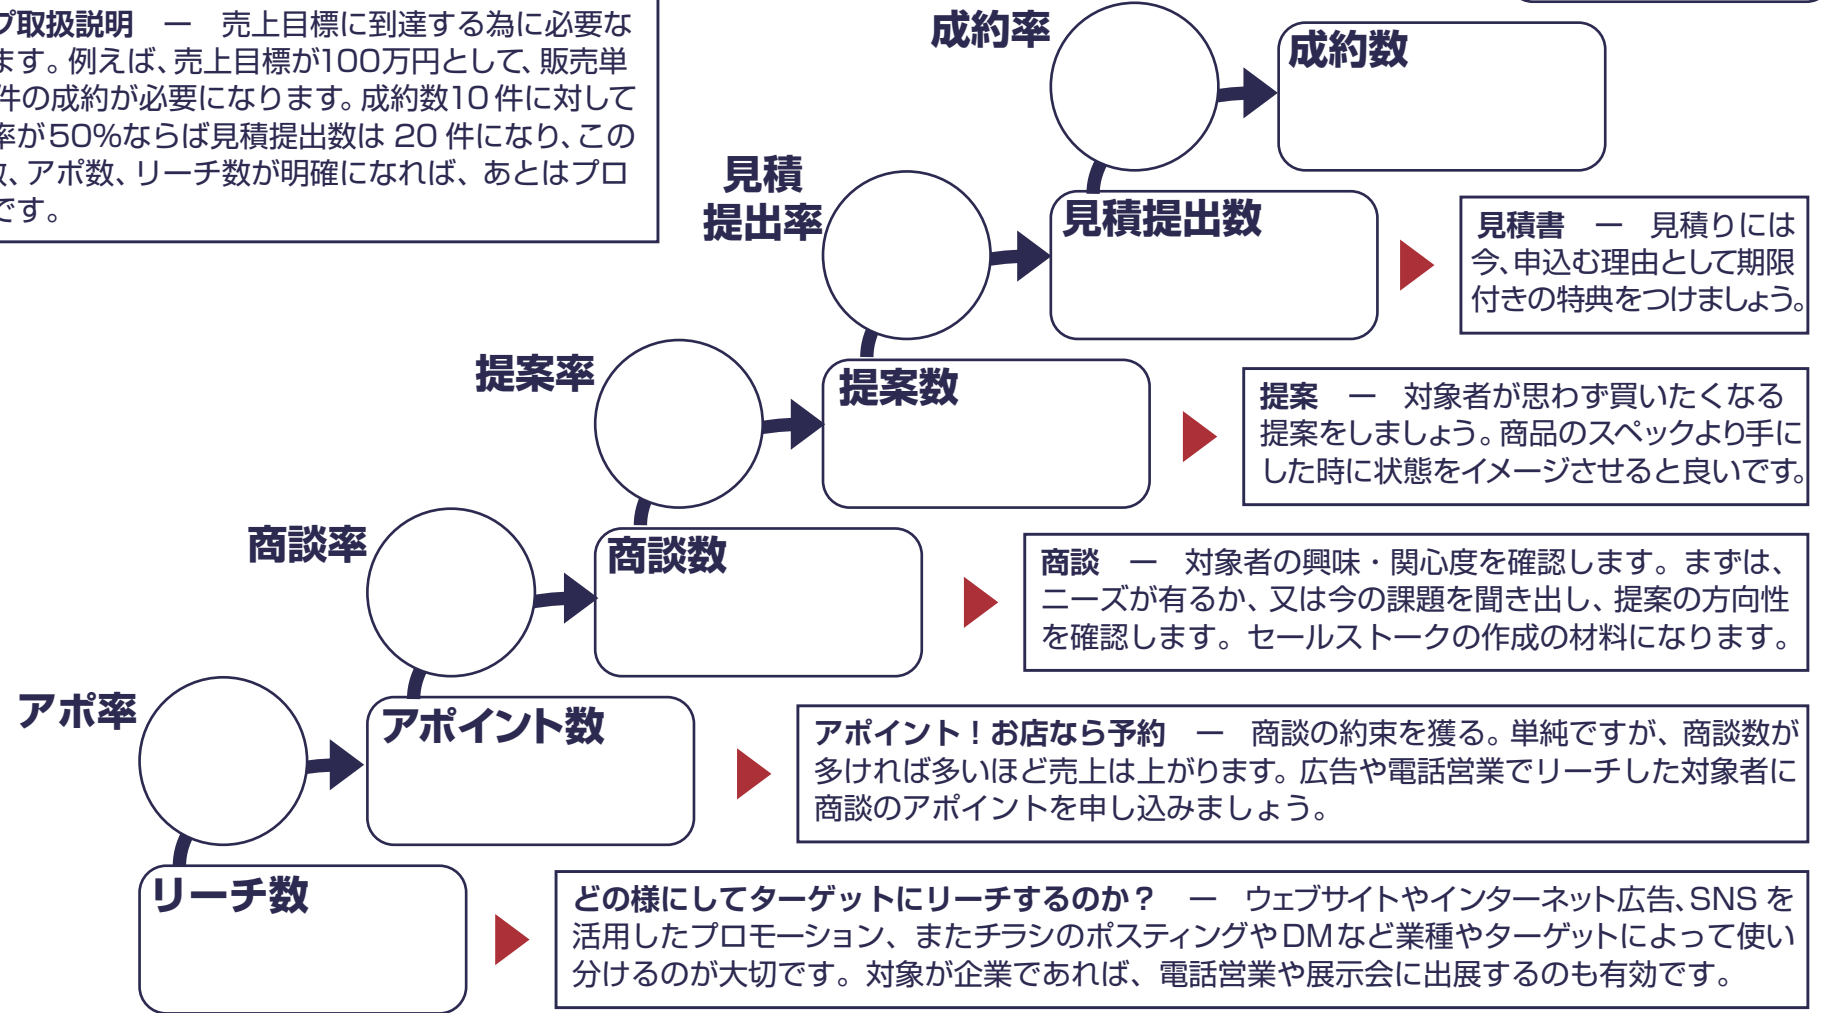 プ取扱説明　ー　売上目標に到達する為に必要な
ます。例えば、売上目標が100万円として、販売単
件の成約が必要になります。成約数10件に対して
率が50%ならば見積提出数は 20 件になり、この
、アポ数、リーチ数が明確になれば、あとはプロ
です。
成約率
成約数
見積
提出率
見積提出数
見積書　ー　見積りには
今、申込む理由として期限
付きの特典をつけましょう。
提案率
提案数
提案　ー　対象者が思わず買いたくなる
提案をしましょう。商品のスペックより手に
した時に状態をイメージさせると良いです。
商談率
商談数
商談　ー　対象者の興味・関心度を確認します。まずは、
ニーズが有るか、又は今の課題を聞き出し、提案の方向性
を確認します。セールストークの作成の材料になります。
アポ率
アポイント数
アポイント！お店なら予約　ー　商談の約束を獲る。単純ですが、商談数が
多ければ多いほど売上は上がります。広告や電話営業でリーチした対象者に
商談のアポイントを申し込みましょう。
リーチ数
どの様にしてターゲットにリーチするのか？　ー　ウェブサイトやインターネット広告、SNS を
活用したプロモーション、またチラシのポスティングやDMなど業種やターゲットによって使い
分けるのが大切です。対象が企業であれば、電話営業や展示会に出展するのも有効です。